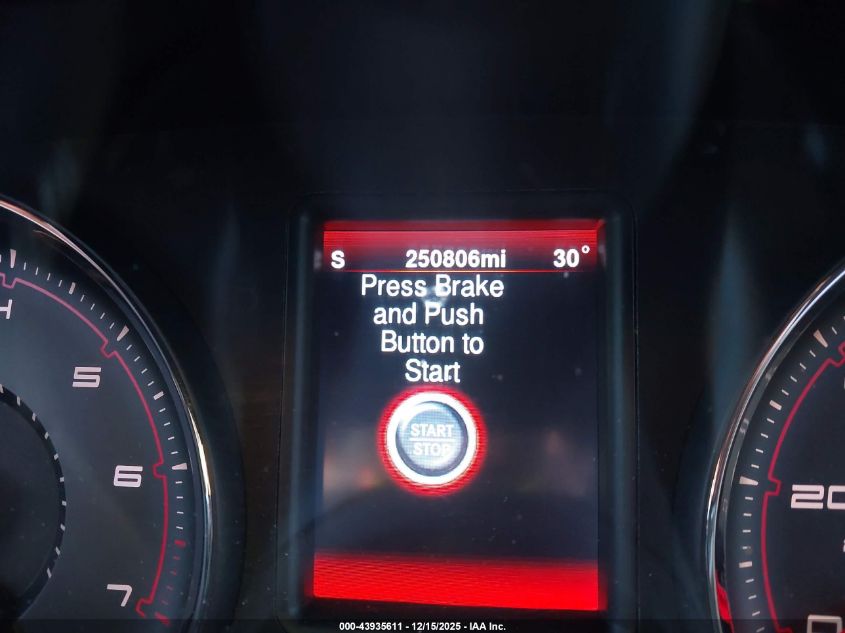 S 250806mi 30°
Press Brake
and Push
Button to
Start
START
STOP
5
6
7
20
0
000-43935611 - 12/15/2025 - IAA Inc.